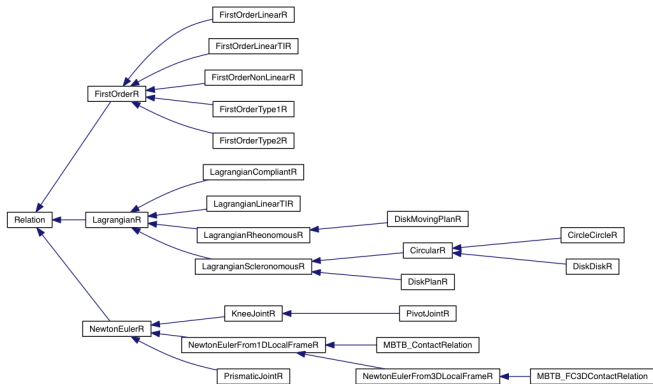 FirstOrderLinearR
FirstOrderLinearTIR
FirstOrderNonLinearR
FirstOrderR
FirstOrderType1R
FirstOrderType2R
LagrangianCompliantR
LagrangianLinearTIR
Relation
LagrangianR
DiskMovingPlanR
LagrangianRheonomousR
CircleCircleR
CircularR
LagrangianScleronomousR
DiskDiskR
DiskPlanR
KneeJointR
PivotJointR
NewtonEulerR
NewtonEulerFrom1DLocalFrameR
MBTB_ContactRelation
PrismaticJointR
NewtonEulerFrom3DLocalFrameR
MBTB_FC3DContactRelation